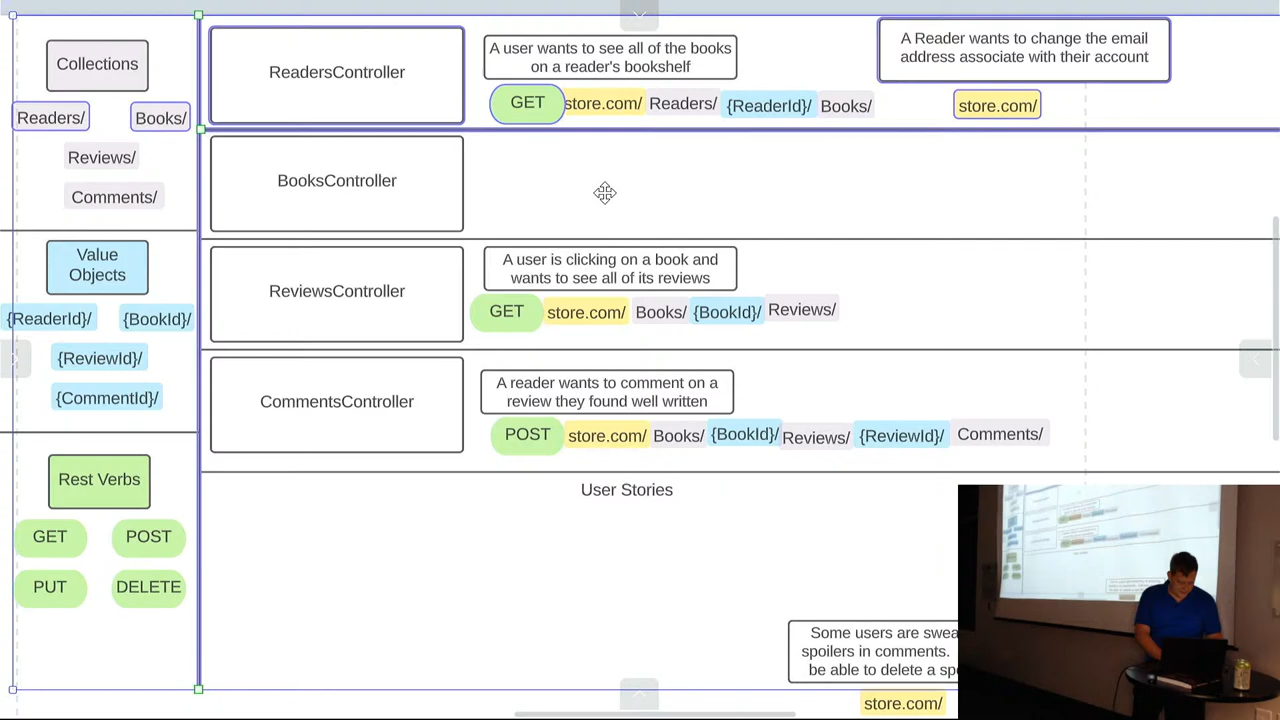 Collections
Readers/
Books/
Reviews/
Comments/
Value
Objects
{ReaderId}/
{BookId}/
{ReviewId}/
{CommentId}/
Rest Verbs
GET
POST
PUT
DELETE
ReadersController
A user wants to see all of the books
on a reader's bookshelf
GET store.com/ Readers/ {ReaderId}/ Books/
A Reader wants to change the email
address associate with their account
store.com/
BooksController
ReviewsController
A user is clicking on a book and
wants to see all of its reviews
GET store.com/ Books/ {BookId}/ Reviews/
CommentsController
A reader wants to comment on a
review they found well written
POST store.com/ Books/ {BookId}/ Reviews/ {ReviewId}/ Comments/
User Stories
Some users are swea
spoilers in comments.
be able to delete a sp
store.com/